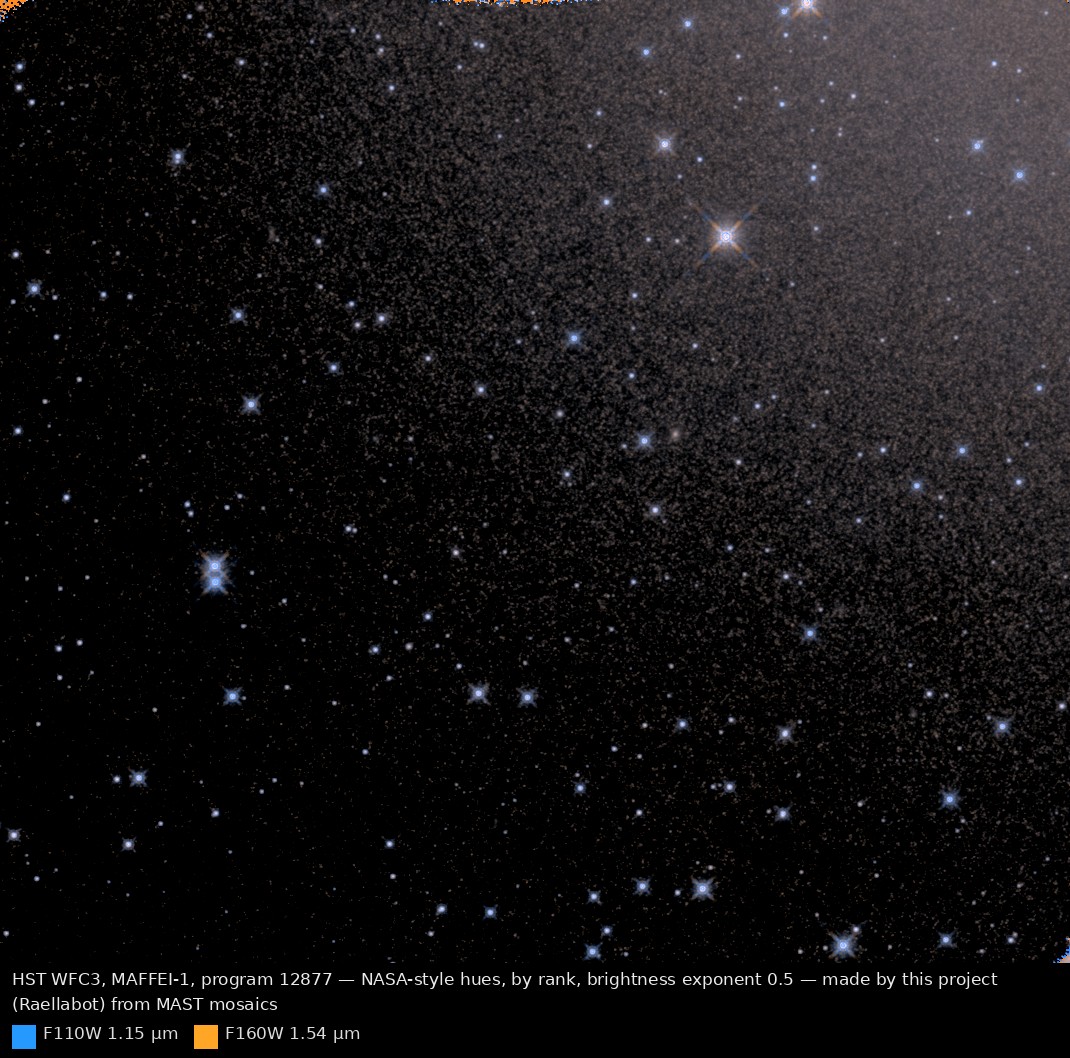 HST WFC3, MAFFEI-1, program 12877 — NASA-style hues, by rank, brightness exponent 0.5 — made by this project
(Raellabot) from MAST mosaics
F110W 1.15 μm F160W 1.54 μm